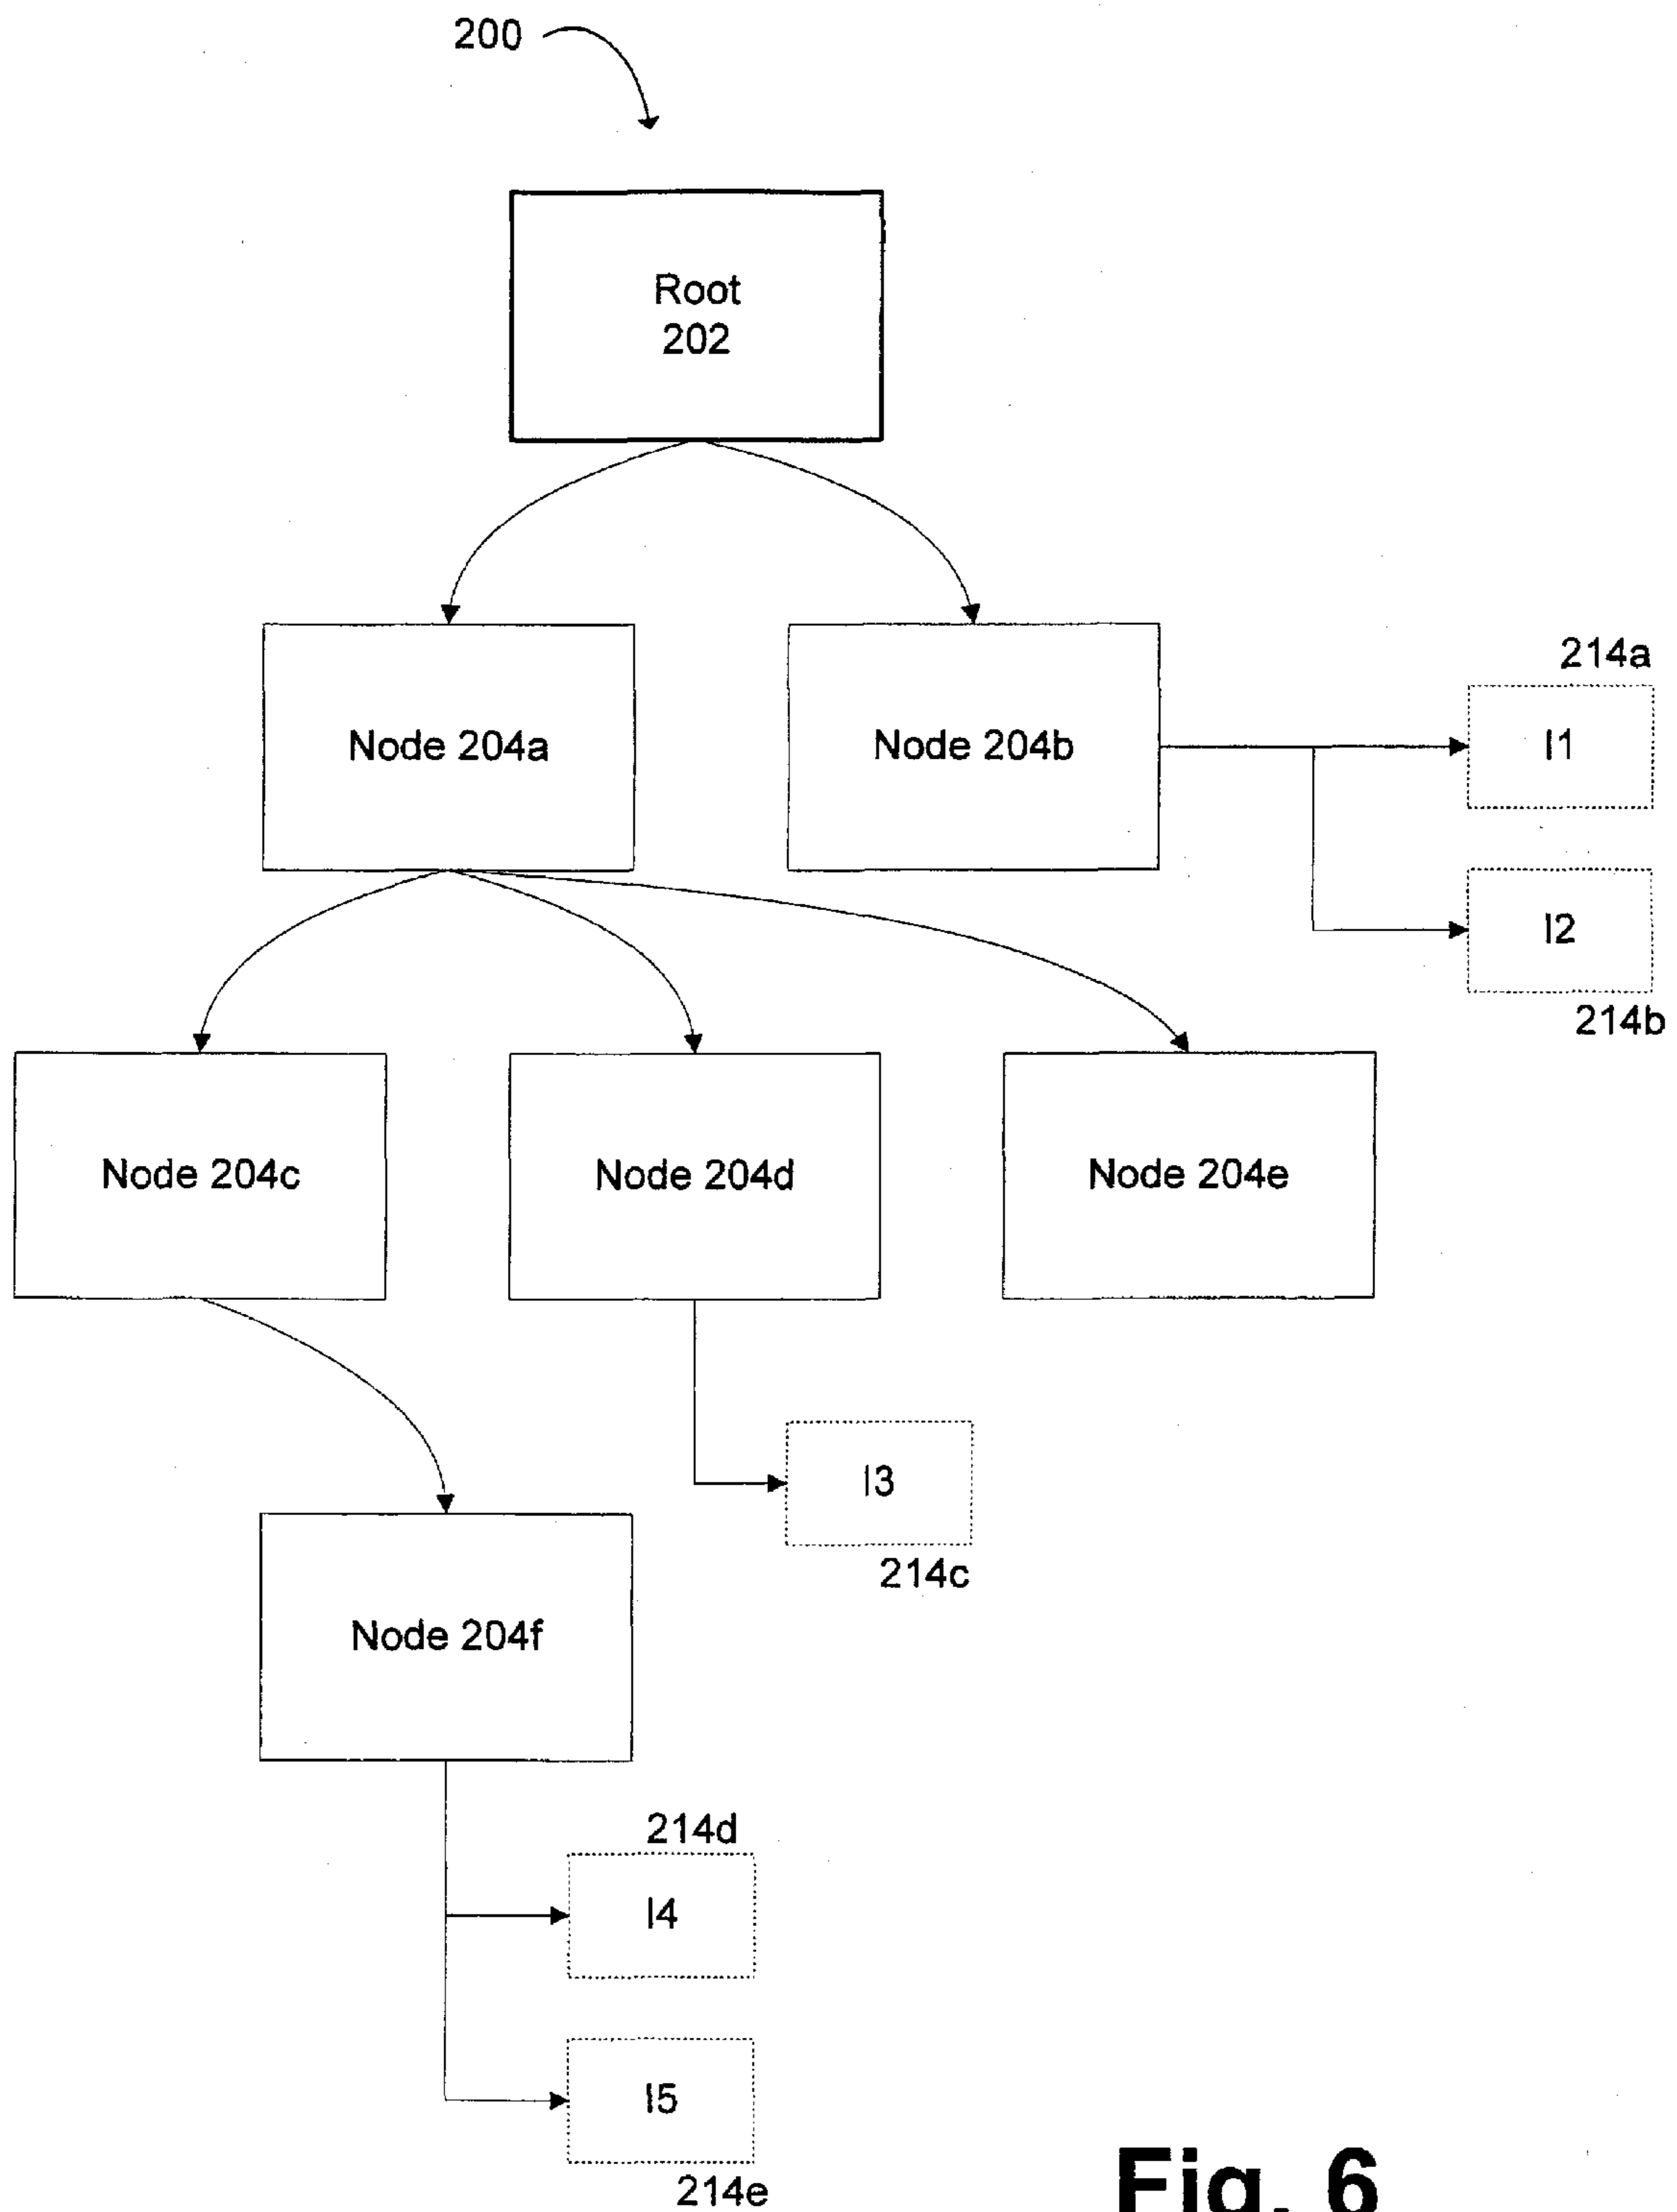 200
Root
202
Node 204a
Node 204b
214a
I1
I2
214b
Node 204c
Node 204d
Node 204e
I3
214c
Node 204f
214d
I4
I5
214e
Fig. 6